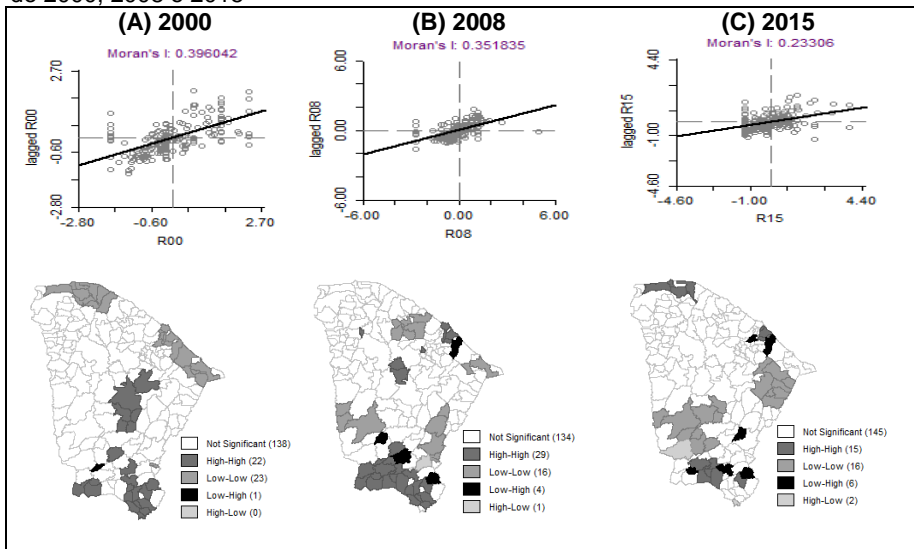 de 2000, 2008 e 2015
(A) 2000
Moran's I: 0.396042
2.70
-0.60
-2.80
lagged R00
-2.80
-0.60
2.70
R00
(B) 2008
Moran's I: 0.351835
6.00
0.00
-6.00
lagged R08
-6.00
0.00
6.00
R08
(C) 2015
Moran's I: 0.23306
4.40
-1.00
-4.60
lagged R15
-4.60
-1.00
4.40
R15
Not Significant (138)
High-High (22)
Low-Low (23)
Low-High (1)
High-Low (0)
Not Significant (134)
High-High (29)
Low-Low (16)
Low-High (4)
High-Low (1)
Not Significant (145)
High-High (15)
Low-Low (16)
Low-High (6)
High-Low (2)